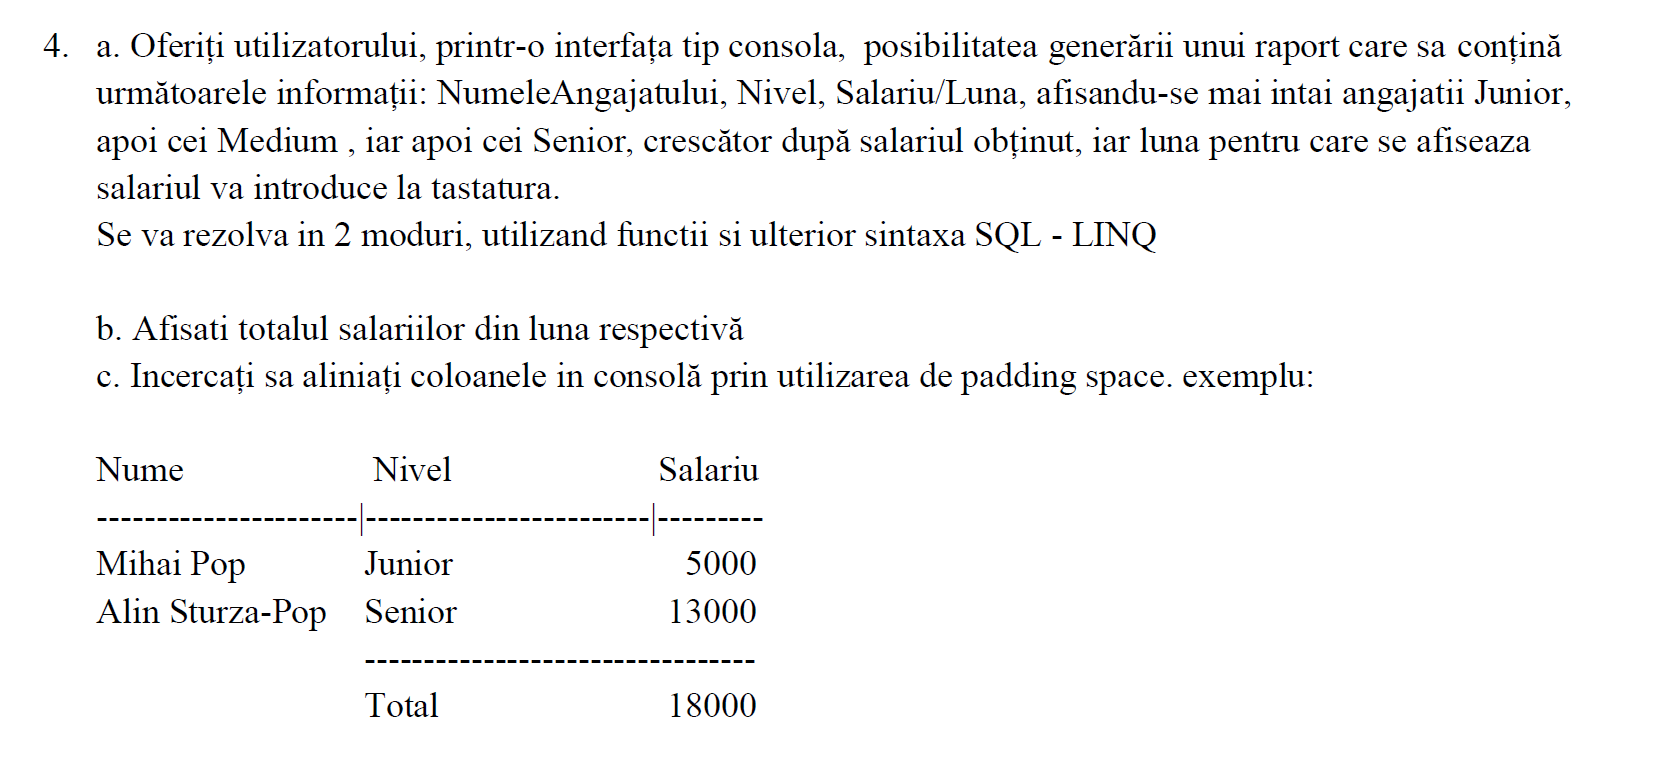 4. a. Oferiți utilizatorului, printr-o interfața tip consola, posibilitatea generării unui raport care sa conțină
următoarele informații: NumeleAngajatului, Nivel, Salariu/Luna, afisandu-se mai intai angajatii Junior,
apoi cei Medium , iar apoi cei Senior, crescător după salariul obținut, iar luna pentru care se afiseaza
salariul va introduce la tastatura.
Se va rezolva in 2 moduri, utilizand functii si ulterior sintaxa SQL - LINQ
b. Afisati totalul salariilor din luna respectivă
c. Incercați sa aliniați coloanele in consolă prin utilizarea de padding space. exemplu:
Nume Nivel Salariu
----------------------|------------------------|---------
Mihai Pop Junior 5000
Alin Sturza-Pop Senior 13000
---------------------------------
Total 18000